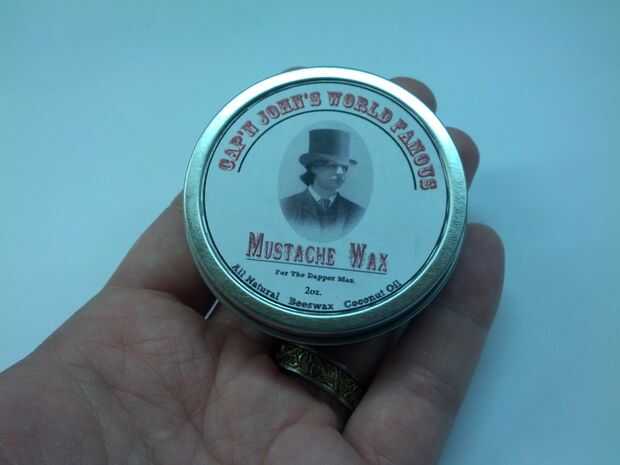 CAP'N JOHN'S WORLD FAMOUS
MUSTACHE WAX
For The Dapper Man.
2oz.
All Natural Beeswax Coconut Oil